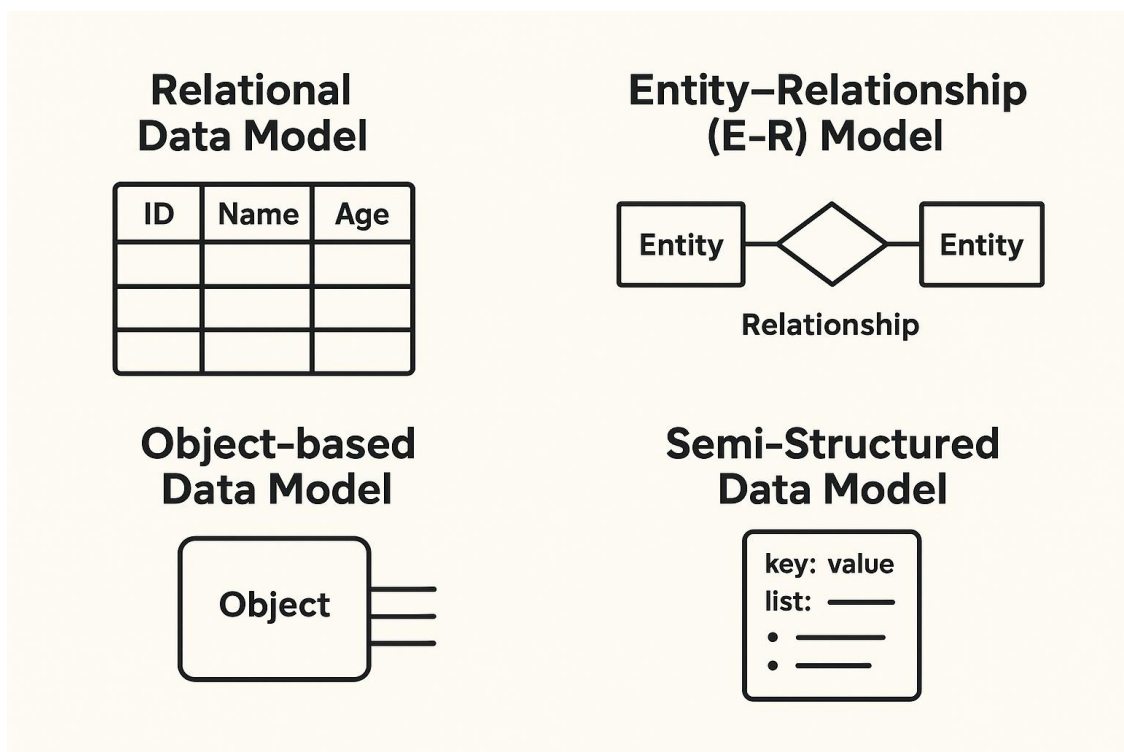 Relational
Data Model
ID Name Age
Entity–Relationship
(E-R) Model
Entity Entity
Relationship
Object-based
Data Model
Object
Semi-Structured
Data Model
key: value
list: